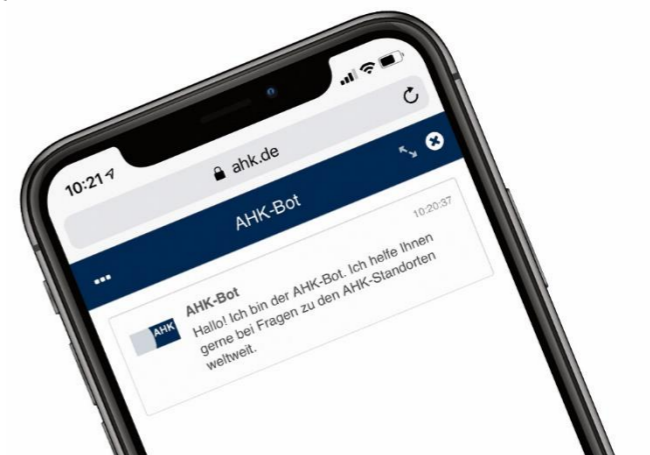 10:21
ahk.de
AHK-Bot
10:20:37
AHK-Bot
AHK
Hallo! Ich bin der AHK-Bot. Ich helfe Ihnen
gerne bei Fragen zu den AHK-Standorten
weltweit.